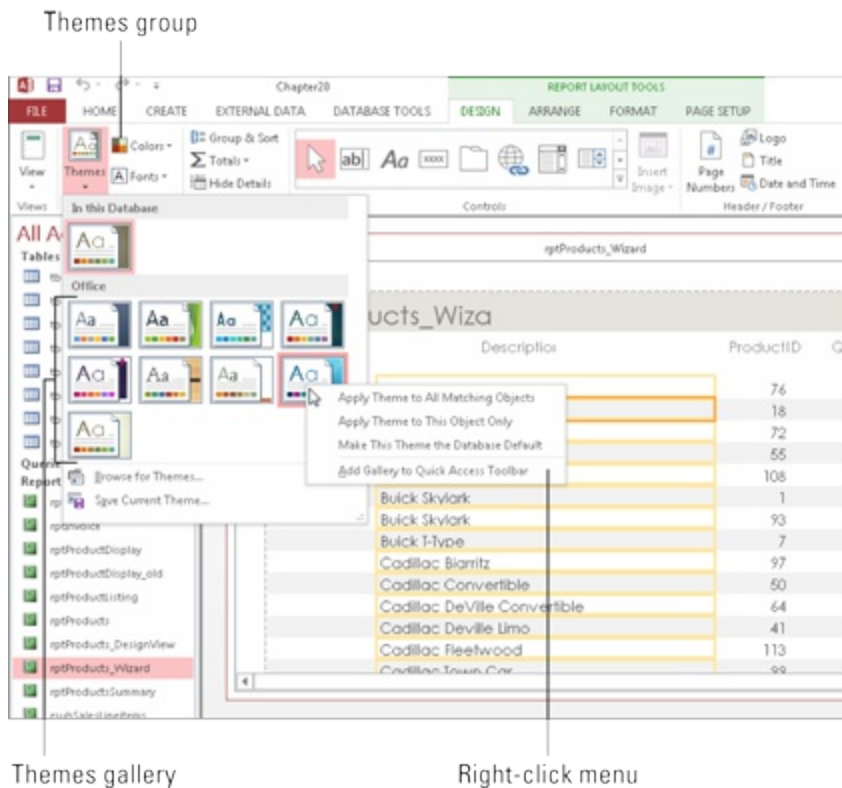 Themes group
Chapter20
REPORT LAYOUT TOOLS
FILE HOME CREATE EXTERNAL DATA DATABASE TOOLS DESIGN ARRANGE FORMAT PAGE SETUP
View
Themes
Colors
Fonts
Group & Sort
Totals
Hide Details
Insert Image
Page Numbers
Logo
Title
Date and Time
Views
Controls
Header / Footer
In this Database
Office
Browse for Themes...
Save Current Theme...
Apply Theme to All Matching Objects
Apply Theme to This Object Only
Make This Theme the Database Default
Add Gallery to Quick Access Toolbar
All A
Tables
Querie
Report
rptInvoice
rptProductDisplay
rptProductDisplay_old
rptProductListing
rptProducts
rptProducts_DesignView
rptProducts_Wizard
rptProductsSummary
rptProducts_Wizard
ucts_Wiza
Description ProductID Q
76
18
72
55
108
Buick Skylark 1
Buick Skylark 93
Buick T-Type 7
Cadillac Biarritz 97
Cadillac Convertible 50
Cadillac DeVille Convertible 64
Cadillac Deville Limo 41
Cadillac Fleetwood 113
Cadillac Town Car 99
Themes gallery
Right-click menu